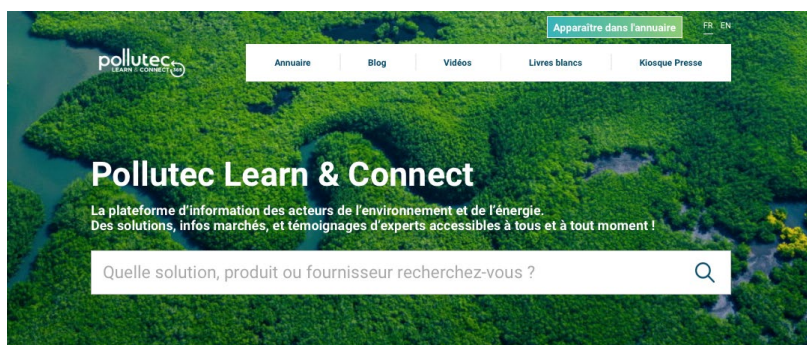 Apparaître dans l'annuaire FR EN
pollutec
LEARN & CONNECT 365
Annuaire Blog Vidéos Livres blancs Kiosque Presse
Pollutec Learn & Connect
La plateforme d'information des acteurs de l'environnement et de l'énergie.
Des solutions, infos marchés, et témoignages d'experts accessibles à tous et à tout moment !
Quelle solution, produit ou fournisseur recherchez-vous ?